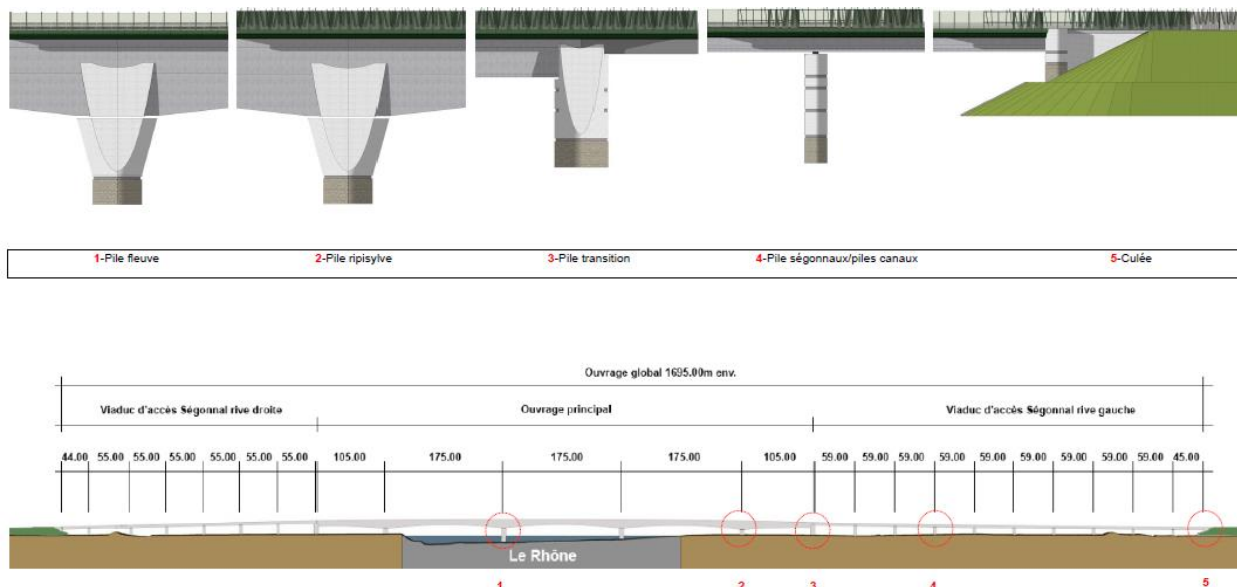 1-Pile fleuve 2-Pile ripisylve 3-Pile transition 4-Pile ségonnaux/piles canaux 5-Culée
Ouvrage global 1695.00m env.
Viaduc d'accès Ségonnal rive droite Ouvrage principal Viaduc d'accès Ségonnal rive gauche
44.00 55.00 55.00 55.00 55.00 55.00 55.00 105.00 175.00 175.00 175.00 105.00 59.00 59.00 59.00 59.00 59.00 59.00 59.00 59.00 45.00
Le Rhône
1 2 3 4 5